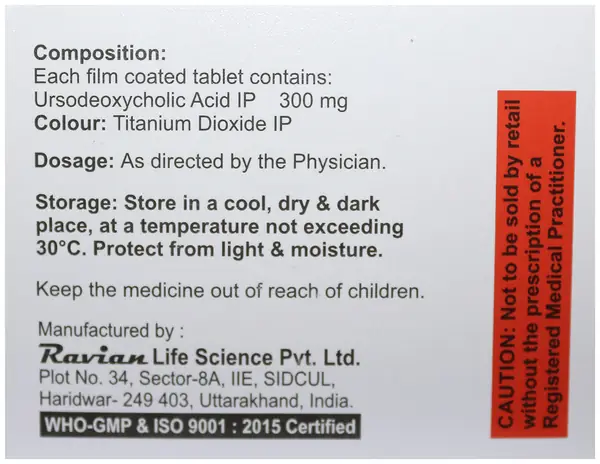 Composition:
Each film coated tablet contains:
Ursodeoxycholic Acid IP 300 mg
Colour: Titanium Dioxide IP
Dosage: As directed by the Physician.
Storage: Store in a cool, dry & dark
place, at a temperature not exceeding
30°C. Protect from light & moisture.
Keep the medicine out of reach of children.
Manufactured by :
Ravian Life Science Pvt. Ltd.
Plot No. 34, Sector-8A, IIE, SIDCUL,
Haridwar- 249 403, Uttarakhand, India.
WHO-GMP & ISO 9001 : 2015 Certified
CAUTION: Not to be sold by retail
without the prescription of a
Registered Medical Practitioner.